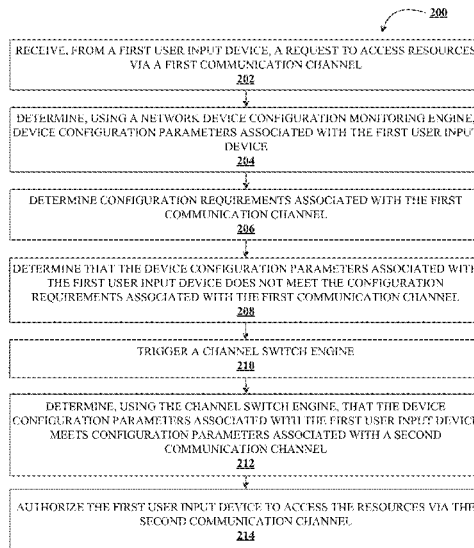 200
RECEIVE, FROM A FIRST USER INPUT DEVICE, A REQUEST TO ACCESS RESOURCES
VIA A FIRST COMMUNICATION CHANNEL
202
DETERMINE, USING A NETWORK DEVICE CONFIGURATION MONITORING ENGINE,
DEVICE CONFIGURATION PARAMETERS ASSOCIATED WITH THE FIRST USER INPUT
DEVICE
204
DETERMINE CONFIGURATION REQUIREMENTS ASSOCIATED WITH THE FIRST
COMMUNICATION CHANNEL
206
DETERMINE THAT THE DEVICE CONFIGURATION PARAMETERS ASSOCIATED WITH
THE FIRST USER INPUT DEVICE DOES NOT MEET THE CONFIGURATION
REQUIREMENTS ASSOCIATED WITH THE FIRST COMMUNICATION CHANNEL
208
TRIGGER A CHANNEL SWITCH ENGINE
210
DETERMINE, USING THE CHANNEL SWITCH ENGINE, THAT THE DEVICE
CONFIGURATION PARAMETERS ASSOCIATED WITH THE FIRST USER INPUT DEVICE
MEETS CONFIGURATION PARAMETERS ASSOCIATED WITH A SECOND
COMMUNICATION CHANNEL
212
AUTHORIZE THE FIRST USER INPUT DEVICE TO ACCESS THE RESOURCES VIA THE
SECOND COMMUNICATION CHANNEL
214